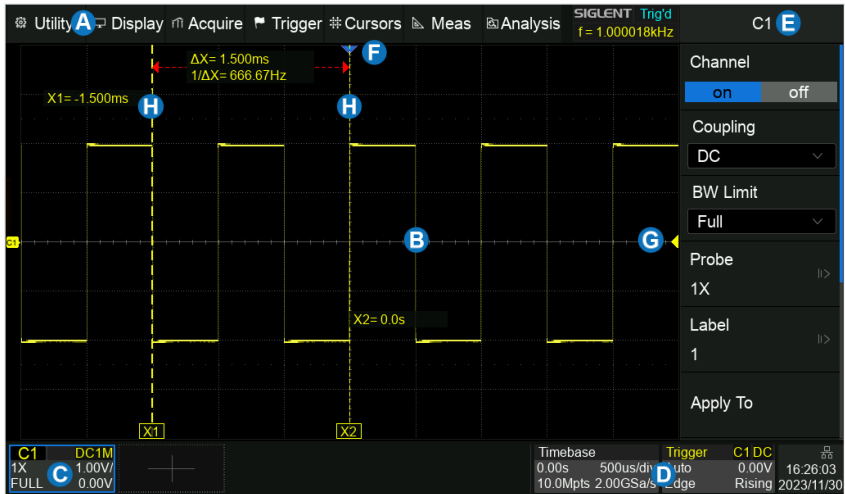 Utility A Display Acquire Trigger Cursors Meas Analysis SIGLENT Trig'd
f = 1.000018kHz
C1 E
F
ΔX= 1.500ms
1/ΔX= 666.67Hz
X1= -1.500ms
H H
C1
B
G
X2= 0.0s
X1 X2
Channel
on off
Coupling
DC
BW Limit
Full
Probe
1X
Label
1
Apply To
C1 DC1M
1X 1.00V/
FULL C 0.00V
Timebase
0.00s 500us/div
10.0Mpts 2.00GSa/s
D
Trigger C1 DC
Auto 0.00V
Edge Rising
16:26:03
2023/11/30